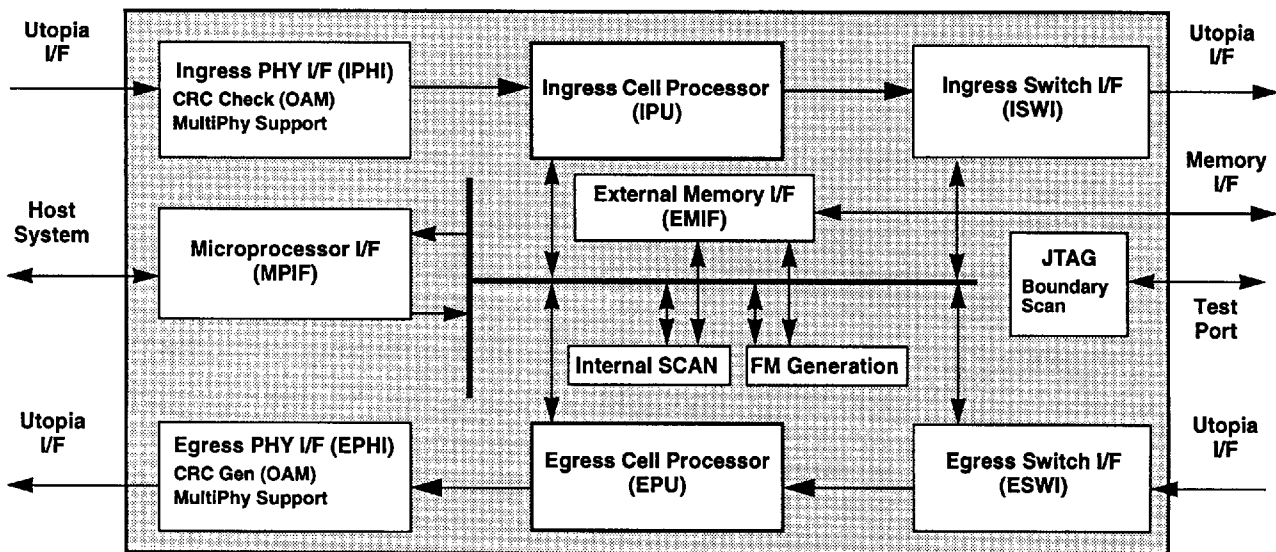 Utopia
I/F
Ingress PHY I/F (IPHI)
CRC Check (OAM)
MultiPhy Support
Ingress Cell Processor
(IPU)
Ingress Switch I/F
(ISWI)
Utopia
I/F
Memory
I/F
External Memory I/F
(EMIF)
Host
System
Microprocessor I/F
(MPIF)
JTAG
Boundary
Scan
Test
Port
Internal SCAN
FM Generation
Utopia
I/F
Egress PHY I/F (EPHI)
CRC Gen (OAM)
MultiPhy Support
Egress Cell Processor
(EPU)
Egress Switch I/F
(ESWI)
Utopia
I/F